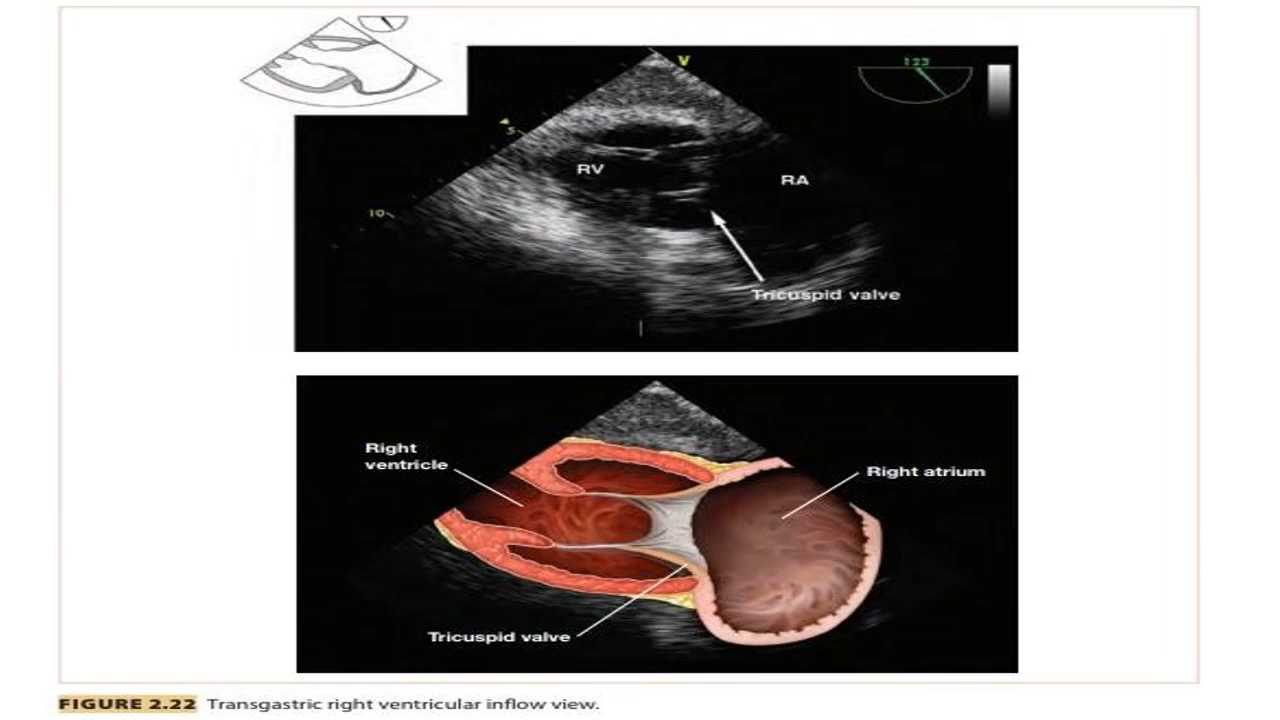 V
123
5
RV
RA
10
Tricuspid valve
Right
ventricle
Right atrium
Tricuspid valve
FIGURE 2.22 Transgastric right ventricular inflow view.